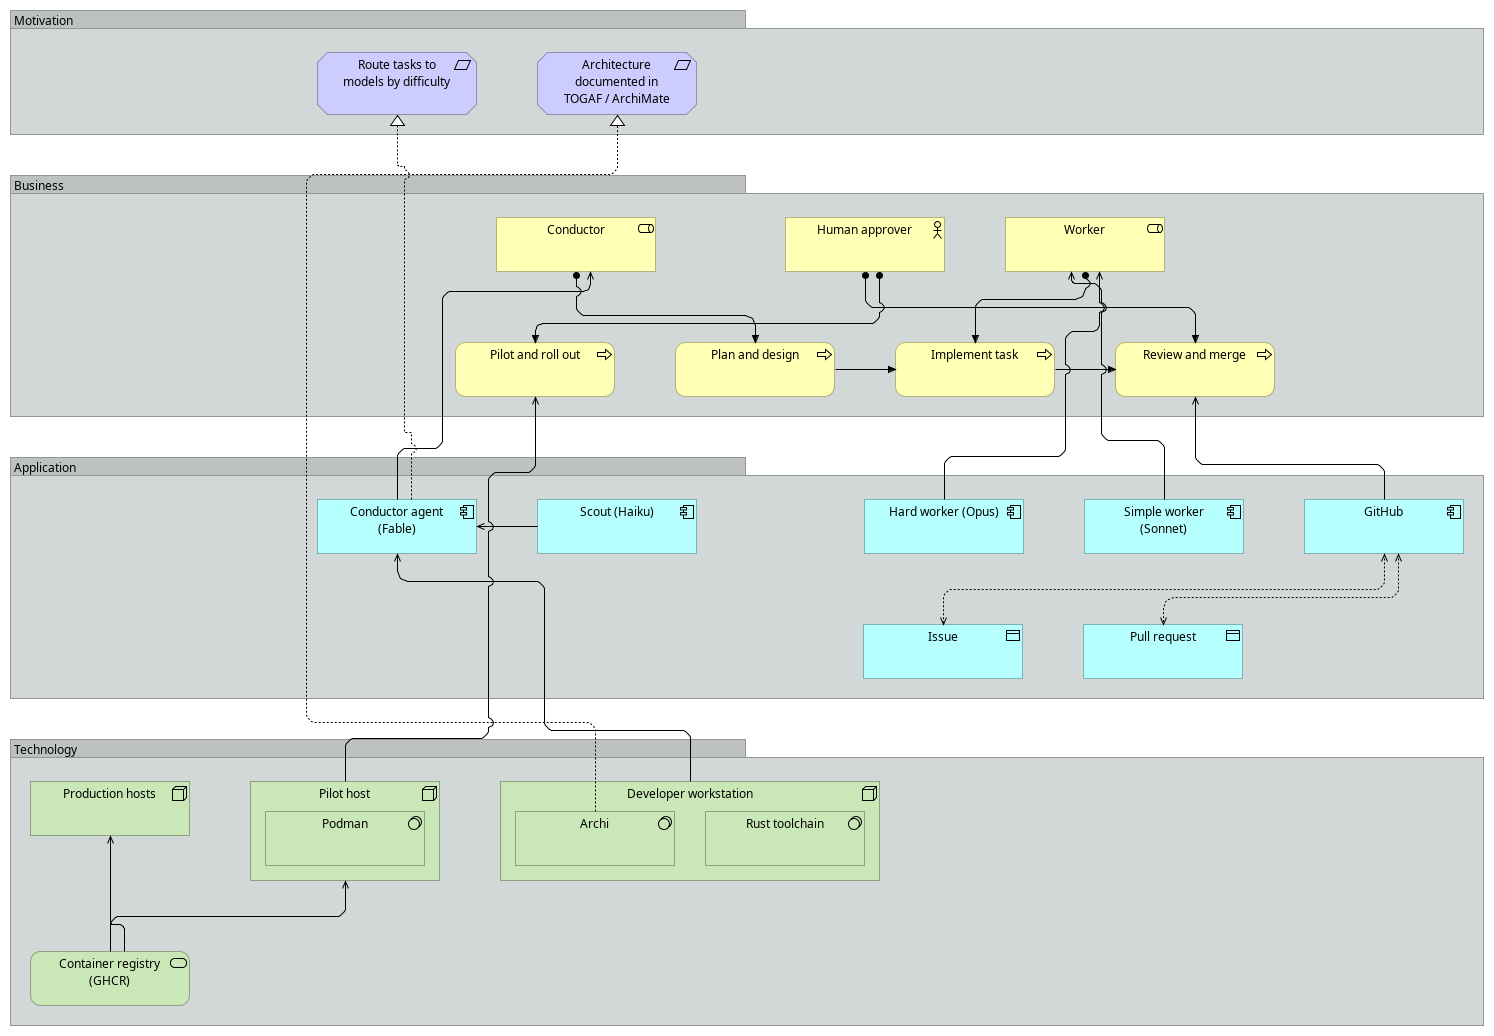 Motivation
Route tasks to
models by difficulty
Architecture
documented in
TOGAF / ArchiMate
Business
Conductor
Human approver
Worker
Pilot and roll out
Plan and design
Implement task
Review and merge
Application
Conductor agent
(Fable)
Scout (Haiku)
Hard worker (Opus)
Simple worker
(Sonnet)
GitHub
Issue
Pull request
Technology
Production hosts
Pilot host
Podman
Developer workstation
Archi
Rust toolchain
Container registry
(GHCR)